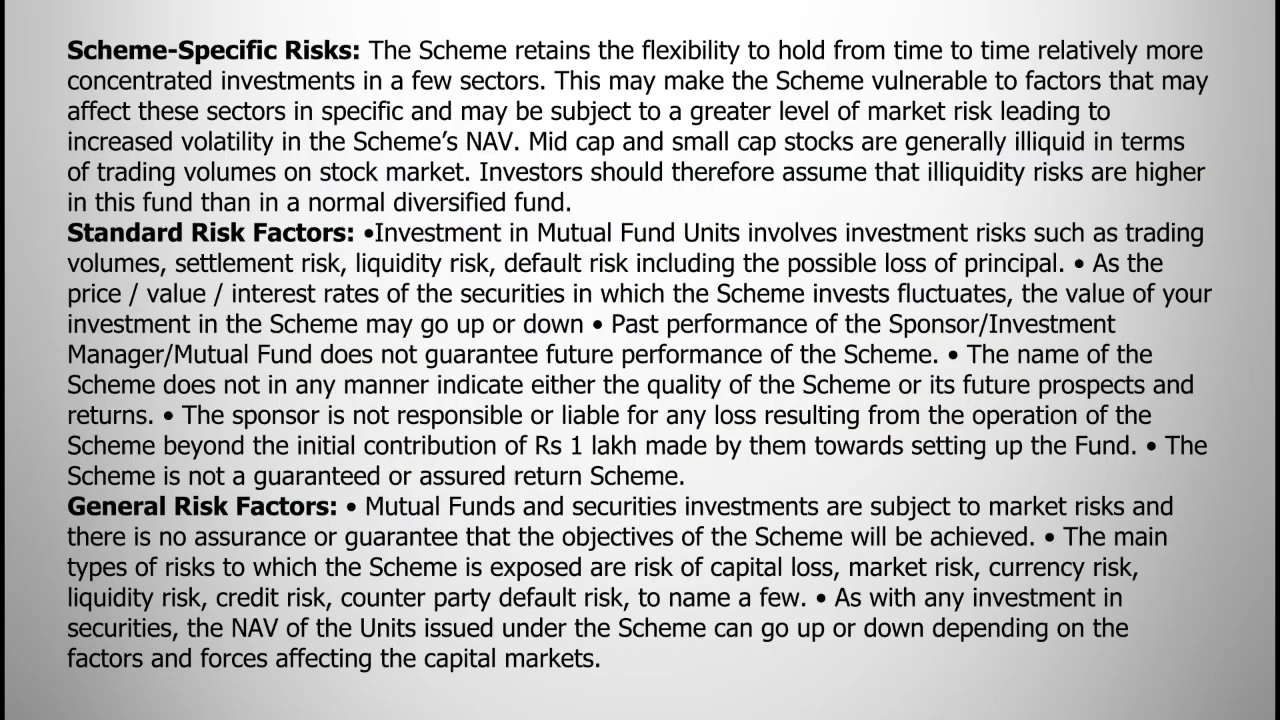 Scheme-Specific Risks: The Scheme retains the flexibility to hold from time to time relatively more
concentrated investments in a few sectors. This may make the Scheme vulnerable to factors that may
affect these sectors in specific and may be subject to a greater level of market risk leading to
increased volatility in the Scheme's NAV. Mid cap and small cap stocks are generally illiquid in terms
of trading volumes on stock market. Investors should therefore assume that illiquidity risks are higher
in this fund than in a normal diversified fund.
Standard Risk Factors: •Investment in Mutual Fund Units involves investment risks such as trading
volumes, settlement risk, liquidity risk, default risk including the possible loss of principal. • As the
price / value / interest rates of the securities in which the Scheme invests fluctuates, the value of your
investment in the Scheme may go up or down • Past performance of the Sponsor/Investment
Manager/Mutual Fund does not guarantee future performance of the Scheme. • The name of the
Scheme does not in any manner indicate either the quality of the Scheme or its future prospects and
returns. • The sponsor is not responsible or liable for any loss resulting from the operation of the
Scheme beyond the initial contribution of Rs 1 lakh made by them towards setting up the Fund. • The
Scheme is not a guaranteed or assured return Scheme.
General Risk Factors: • Mutual Funds and securities investments are subject to market risks and
there is no assurance or guarantee that the objectives of the Scheme will be achieved. • The main
types of risks to which the Scheme is exposed are risk of capital loss, market risk, currency risk,
liquidity risk, credit risk, counter party default risk, to name a few. • As with any investment in
securities, the NAV of the Units issued under the Scheme can go up or down depending on the
factors and forces affecting the capital markets.